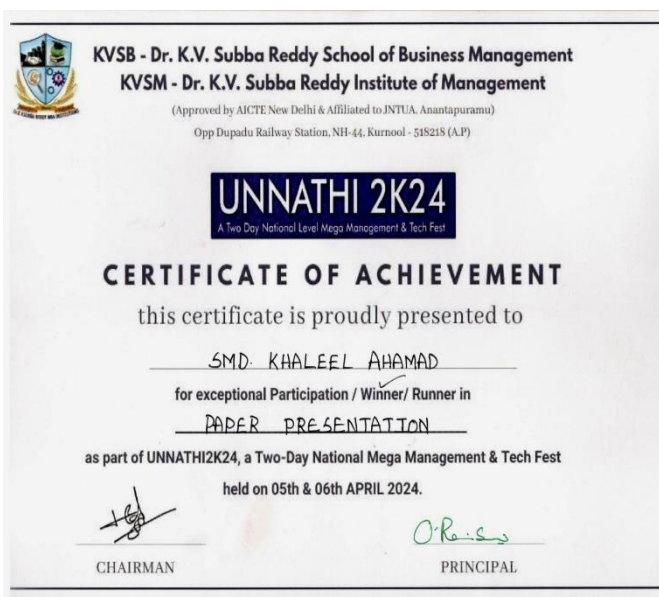 KVSB - Dr. K.V. Subba Reddy School of Business Management
KVSM - Dr. K.V. Subba Reddy Institute of Management
(Approved by AICTE New Delhi & Affiliated to JNTUA, Anantapuramu)
Opp Dupadu Railway Station, NH-44, Kurnool - 518218 (A.P)
UNNATHI 2K24
A Two Day National Level Mega Management & Tech Fest
CERTIFICATE OF ACHIEVEMENT
this certificate is proudly presented to
SMD. KHALEEL AHAMAD
for exceptional Participation / Winner/ Runner in
PAPER PRESENTATION
as part of UNNATHI2K24, a Two-Day National Mega Management & Tech Fest
held on 05th & 06th APRIL 2024.
CHAIRMAN
PRINCIPAL